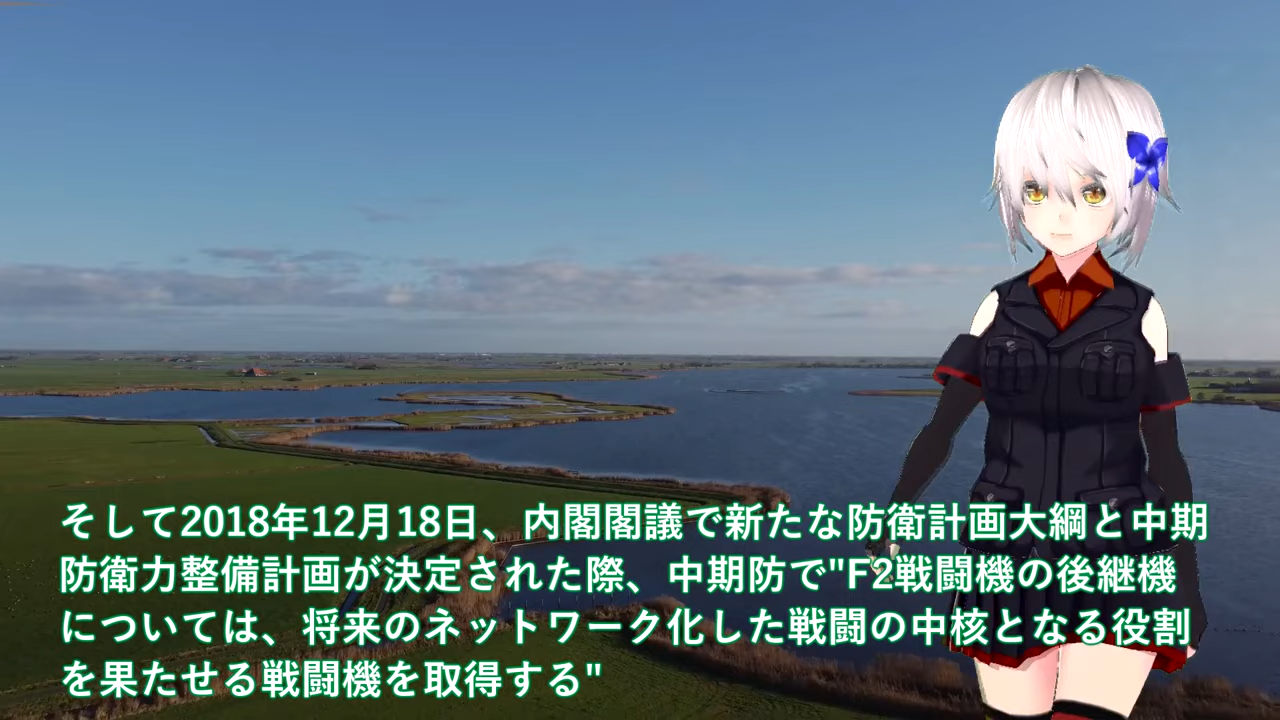 そして2018年12月18日、内閣閣議で新たな防衛計画大綱と中期
防衛力整備計画が決定された際、中期防で"F2戦闘機の後継機
については、将来のネットワーク化した戦闘の中核となる役割
を果たせる戦闘機を取得する"